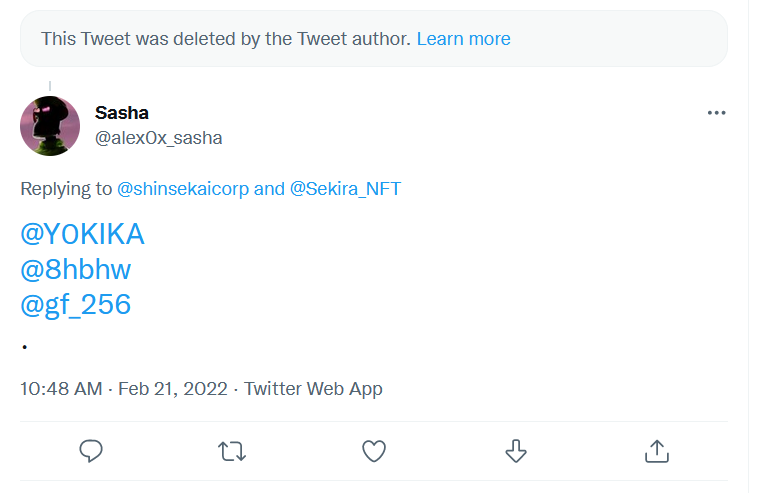 This Tweet was deleted by the Tweet author. Learn more
Sasha
@alex0x_sasha
Replying to @shinsekaicorp and @Sekira_NFT
@Y0KIKA
@8hbhw
@gf_256
.
10:48 AM · Feb 21, 2022 · Twitter Web App